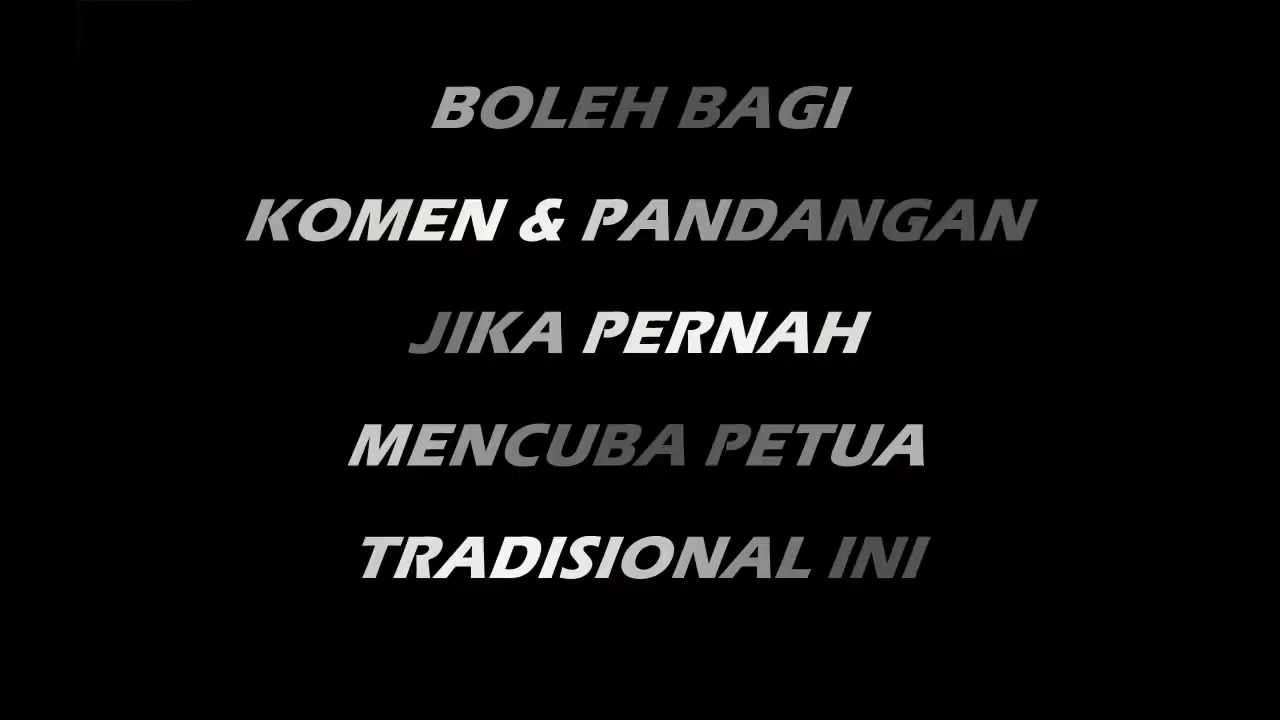 BOLEH BAGI
KOMEN & PANDANGAN
JIKA PERNAH
MENCUBA PETUA
TRADISIONAL INI